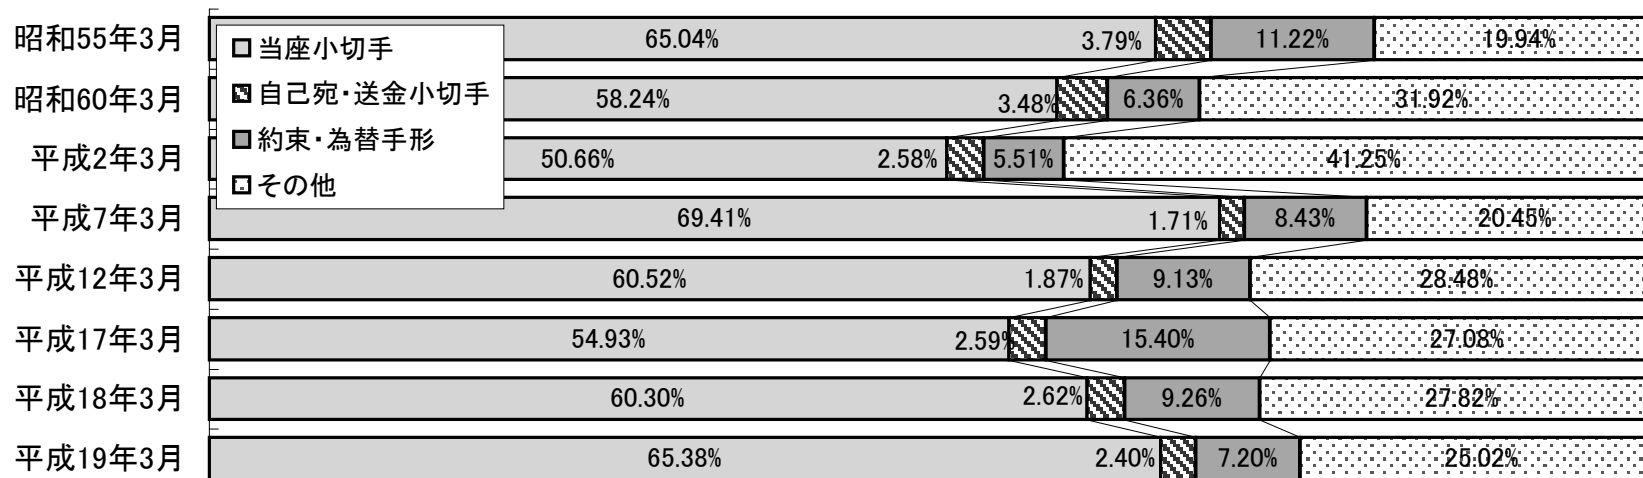 昭和55年3月 65.04% 3.79% 11.22% 19.94%
当座小切手
自己宛・送金小切手
約束・為替手形
その他
昭和60年3月 58.24% 3.48% 6.36% 31.92%
平成2年3月 50.66% 2.58% 5.51% 41.25%
平成7年3月 69.41% 1.71% 8.43% 20.45%
平成12年3月 60.52% 1.87% 9.13% 28.48%
平成17年3月 54.93% 2.59% 15.40% 27.08%
平成18年3月 60.30% 2.62% 9.26% 27.82%
平成19年3月 65.38% 2.40% 7.20% 25.02%